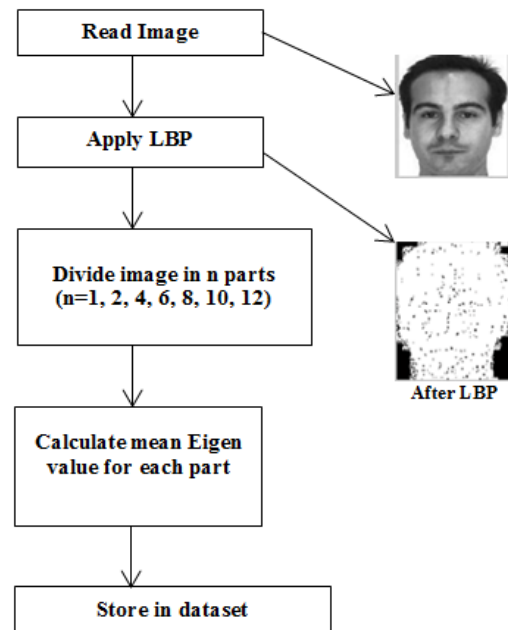 Read Image
Apply LBP
Divide image in n parts
(n=1, 2, 4, 6, 8, 10, 12)
After LBP
Calculate mean Eigen
value for each part
Store in dataset